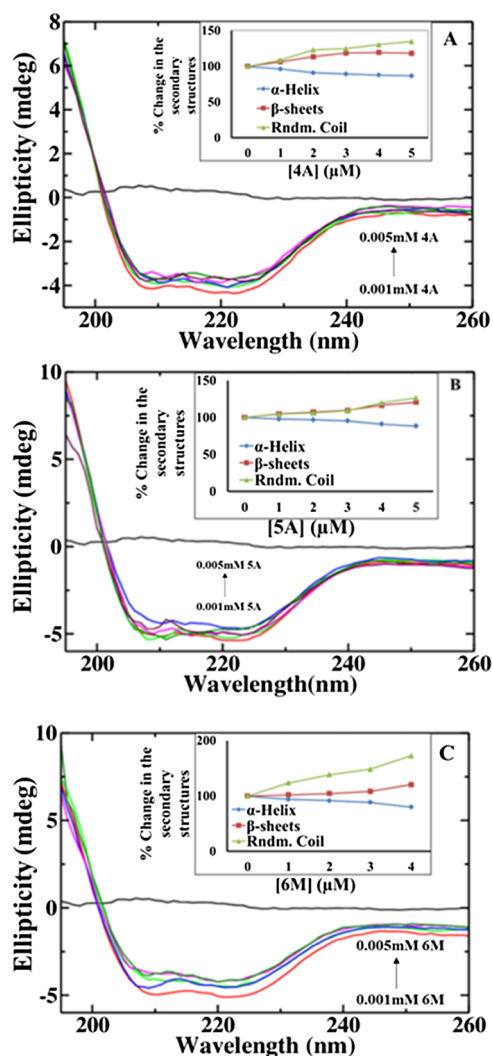 A
8
6
4
2
0
-2
-4
Ellipticity (mdeg)
200
220
240
260
Wavelength (nm)
% Change in the
secondary
structures
150
100
50
0
0 1 2 3 4 5
[4A] (µM)
α-Helix
β-sheets
Rndm. Coil
0.005mM 4A
0.001mM 4A
B
10
5
0
-5
Ellipticity (mdeg)
200
220
240
260
Wavelength(nm)
% Change in the
secondary
structures
150
100
50
0
0 1 2 3 4 5
[5A] (µM)
α-Helix
β-sheets
Rndm. Coil
0.005mM 5A
0.001mM 5A
C
10
5
0
-5
Ellipticity (mdeg)
200
220
240
260
Wavelength (nm)
% Change in the
secondary
structures
200
100
0
0 1 2 3 4
[6M] (µM)
α-Helix
β-sheets
Rndm. Coil
0.005mM 6M
0.001mM 6M